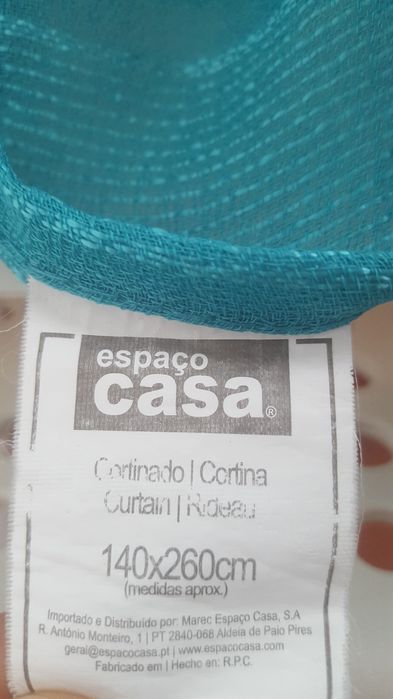 espaço
casa®
Cortinado | Cortina
Curtain | Rideau
140x260cm
(medidas aprox.)
Importado e Distribuido por: Marec Espaço Casa, S.A
R. António Monteiro, 1 | PT 2840-068 Aldeia de Paio Pires
geral@espacocasa.pt | www.espacocasa.com
Fabricado em | Hecho en: R.P.C.